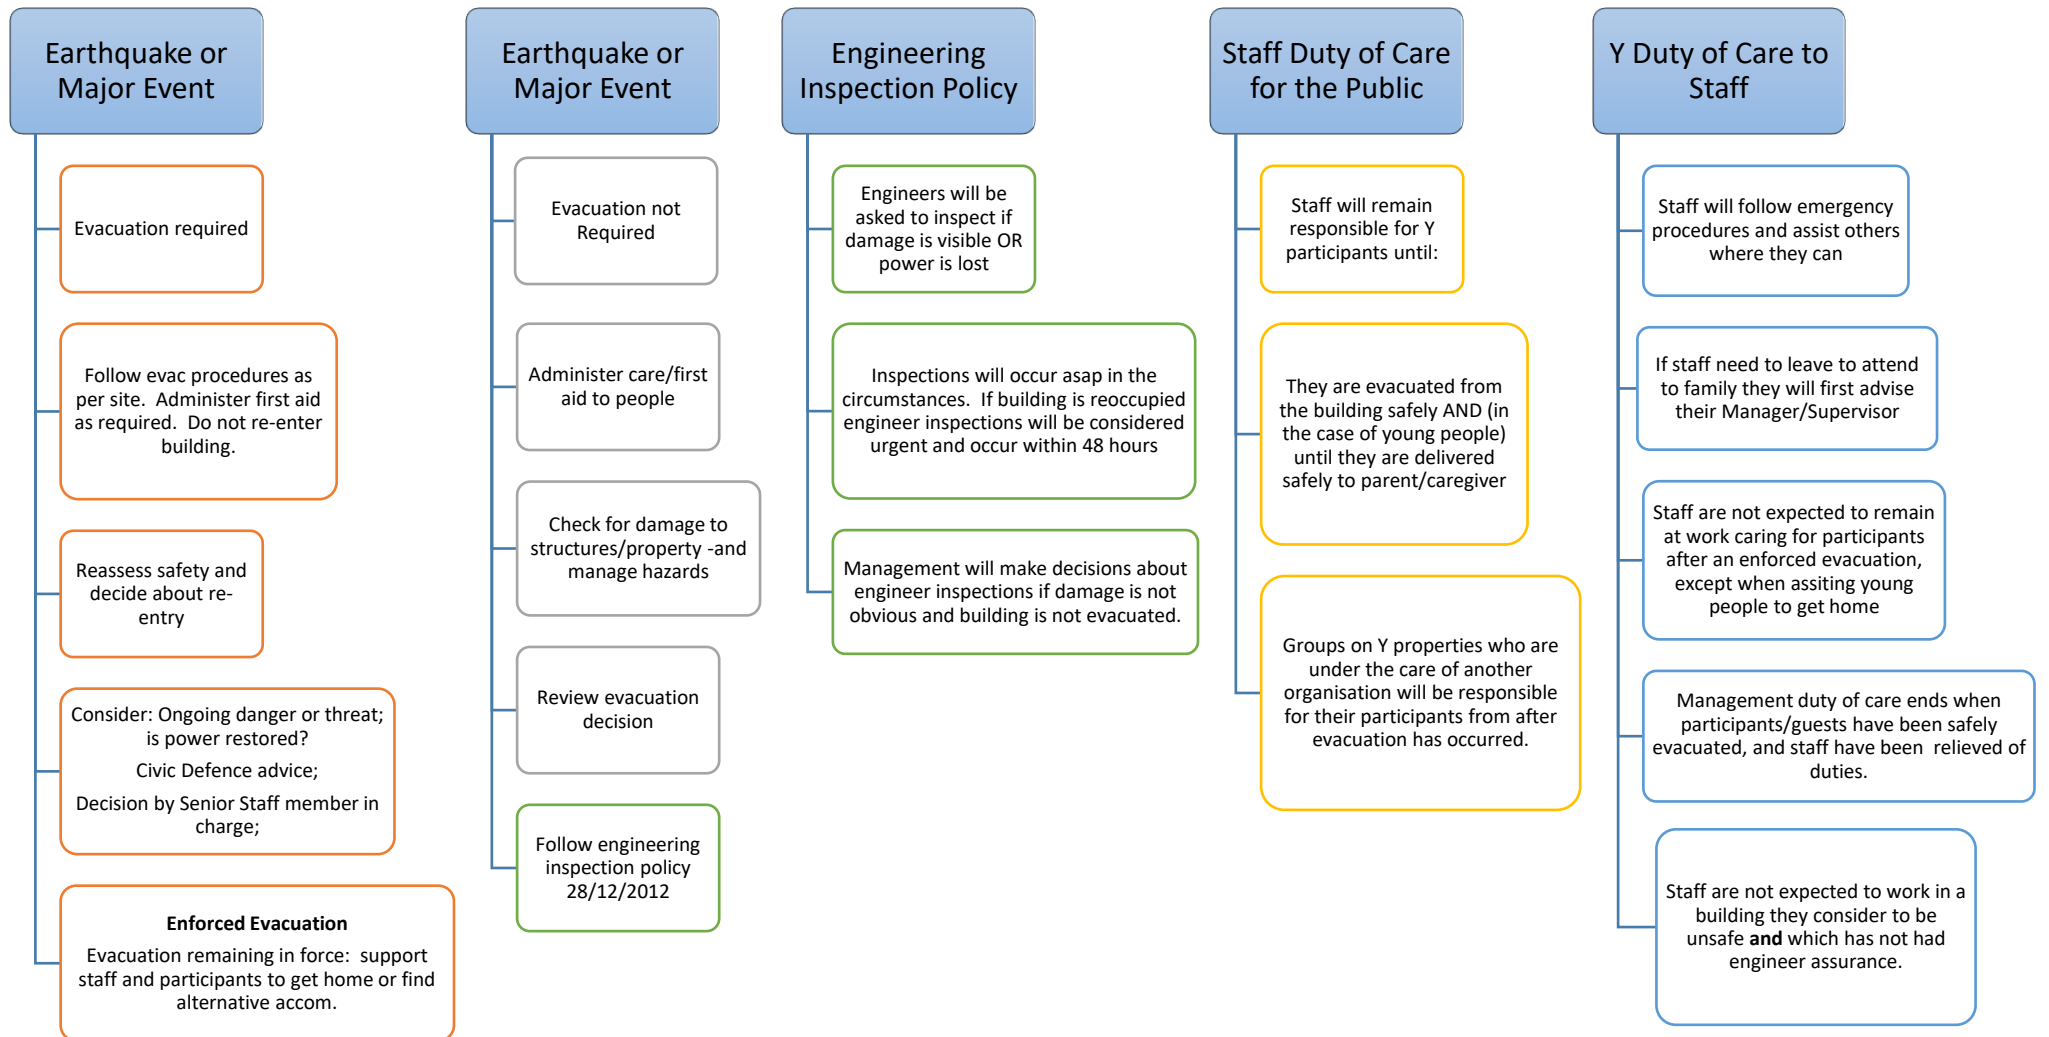 Earthquake or
Major Event
Evacuation required
Follow evac procedures as
per site.  Administer first aid
as required.  Do not re-enter
building.
Reassess safety and
decide about re-
entry
Consider: Ongoing danger or threat;
is power restored?
Civic Defence advice;
Decision by Senior Staff member in
charge;
Enforced Evacuation
Evacuation remaining in force:  support
staff and participants to get home or find
alternative accom.
Earthquake or
Major Event
Evacuation not
Required
Administer care/first
aid to people
Check for damage to
structures/property -and
manage hazards
Review evacuation
decision
Follow engineering
inspection policy
28/12/2012
Engineering
Inspection Policy
Engineers will be
asked to inspect if
damage is visible OR
power is lost
Inspections will occur asap in the
circumstances.  If building is reoccupied
engineer inspections will be considered
urgent and occur within 48 hours
Management will make decisions about
engineer inspections if damage is not
obvious and building is not evacuated.
Staff Duty of Care
for the Public
Staff will remain
responsible for Y
participants until:
They are evacuated from
the building safely AND (in
the case of young people)
until they are delivered
safely to parent/caregiver
Groups on Y properties who are
under the care of another
organisation will be responsible
for their participants from after
evacuation has occurred.
Y Duty of Care to
Staff
Staff will follow emergency
procedures and assist others
where they can
If staff need to leave to attend
to family they will first advise
their Manager/Supervisor
Staff are not expected to remain
at work caring for participants
after an enforced evacuation,
except when assiting young
people to get home
Management duty of care ends when
participants/guests have been safely
evacuated, and staff have been  relieved of
duties.
Staff are not expected to work in a
building they consider to be
unsafe and which has not had
engineer assurance.